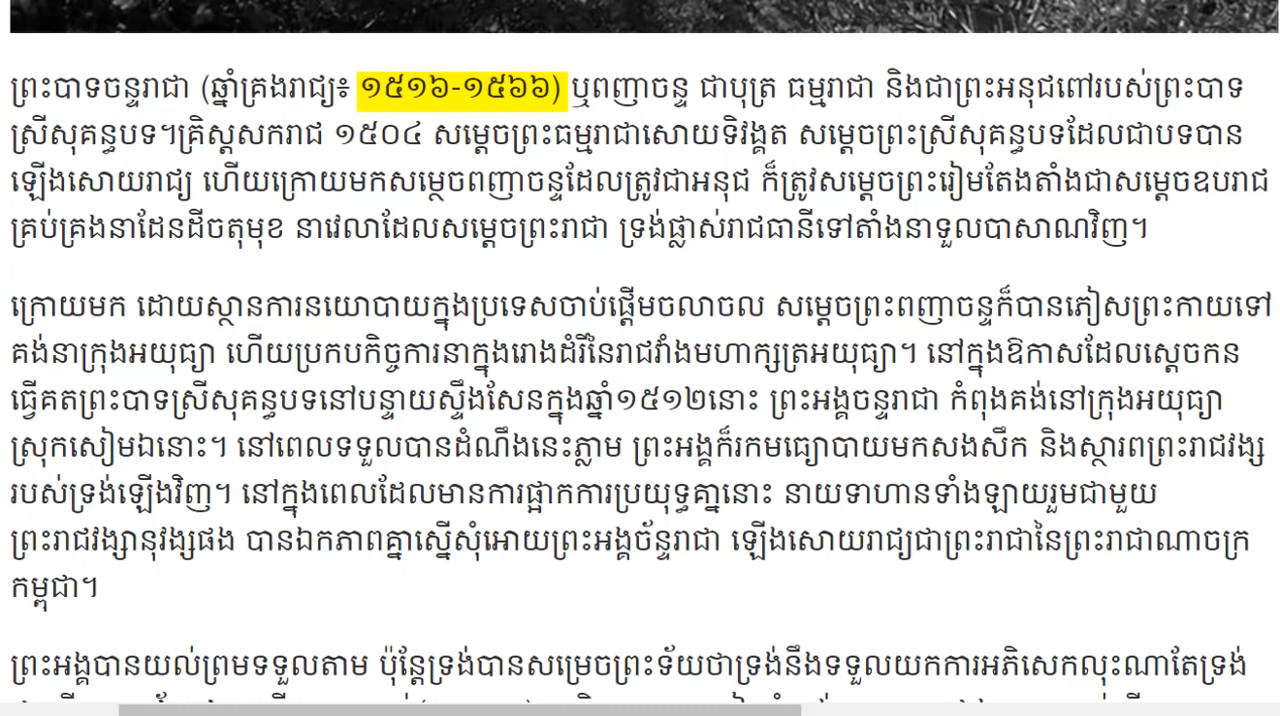 ព្រះបាទចន្ទរាជា (ឆ្នាំគ្រងរាជ្យ៖ ១៥១៦-១៥៦៦) ឬពញាចន្ទ ជាបុត្រ ធម្មរាជា និងជាព្រះអនុជពៅរបស់ព្រះបាទ
ស្រីសុគន្ធបទ។គ្រិស្តសករាជ ១៥០៤ សម្ដេចព្រះធម្មរាជាសោយទិវង្គត សម្ដេចព្រះស្រីសុគន្ធបទដែលជាបទបាន
ឡើងសោយរាជ្យ ហើយក្រោយមកសម្ថេចពញាចន្ទដែលត្រូវជាអនុជ ក៏ត្រូវសម្ដេចព្រះរៀមតែងតាំងជាសម្ដេចឧបរាជ
គ្រប់គ្រងនាដែនដីចតុមុខ នាវេលាដែលសម្ដេចព្រះរាជា ទ្រង់ផ្លាស់រាជធានីទៅតាំងនាទួលបាសាណវិញ។
ក្រោយមក ដោយស្ថានការនយោបាយក្នុងប្រទេសចាប់ផ្ដើមចលាចល សម្ដេចព្រះពញាចន្ទក៏បានភៀសព្រះកាយទៅ
គង់នាក្រុងអយុធ្យា ហើយប្រកបកិច្ចការនាក្នុងរោងដំរីនៃរាជវាំងមហាក្សត្រអយុធ្យា។ នៅក្នុងឱកាសដែលស្ដេចកន
ធ្វើគតព្រះបាទស្រីសុគន្ធបទនៅបន្ទាយស្ទឹងសែនក្នុងឆ្នាំ១៥១២នោះ ព្រះអង្គចន្ទរាជា កំពុងគង់នៅក្រុងអយុធ្យា
ស្រុកសៀមឯនោះ។ នៅពេលទទួលបានដំណឹងនេះភ្លាម ព្រះអង្គក៏រកមធ្យោបាយមកសងសឹក និងស្ថារពព្រះរាជវង្ស
របស់ទ្រង់ឡើងវិញ។ នៅក្នុងពេលដែលមានការផ្អាកការប្រយុទ្ធគ្នានោះ នាយទាហានទាំងឡាយរួមជាមួយ
ព្រះរាជវង្សានុវង្សផង បានឯកភាពគ្នាស្នើសុំអោយព្រះអង្គច័ន្ទរាជា ឡើងសោយរាជ្យជាព្រះរាជានៃព្រះរាជាណាចក្រ
កម្ពុជា។
ព្រះអង្គបានយល់ព្រមទទួលតាម ប៉ុន្តែទ្រង់បានសម្រេចព្រះទ័យថាទ្រង់នឹងទទួលយកការអភិសេកលុះណាតែទ្រង់